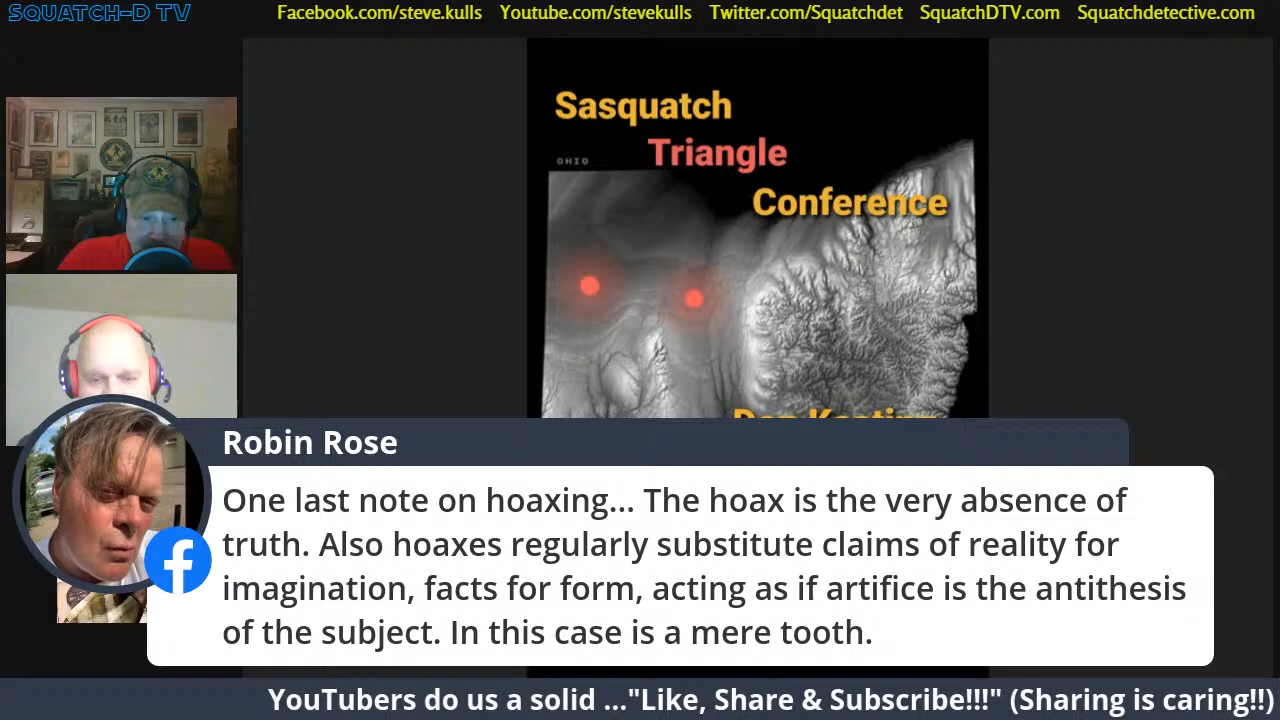 SQUATCH-D TV
Facebook.com/steve.kulls Youtube.com/stevekulls Twitter.com/Squatchdet SquatchDTV.com Squatchdetective.com
Sasquatch
Triangle
OHIO
Conference
Robin Rose
One last note on hoaxing... The hoax is the very absence of
truth. Also hoaxes regularly substitute claims of reality for
imagination, facts for form, acting as if artifice is the antithesis
of the subject. In this case is a mere tooth.
YouTubers do us a solid ..."Like, Share & Subscribe!!!" (Sharing is caring!!)